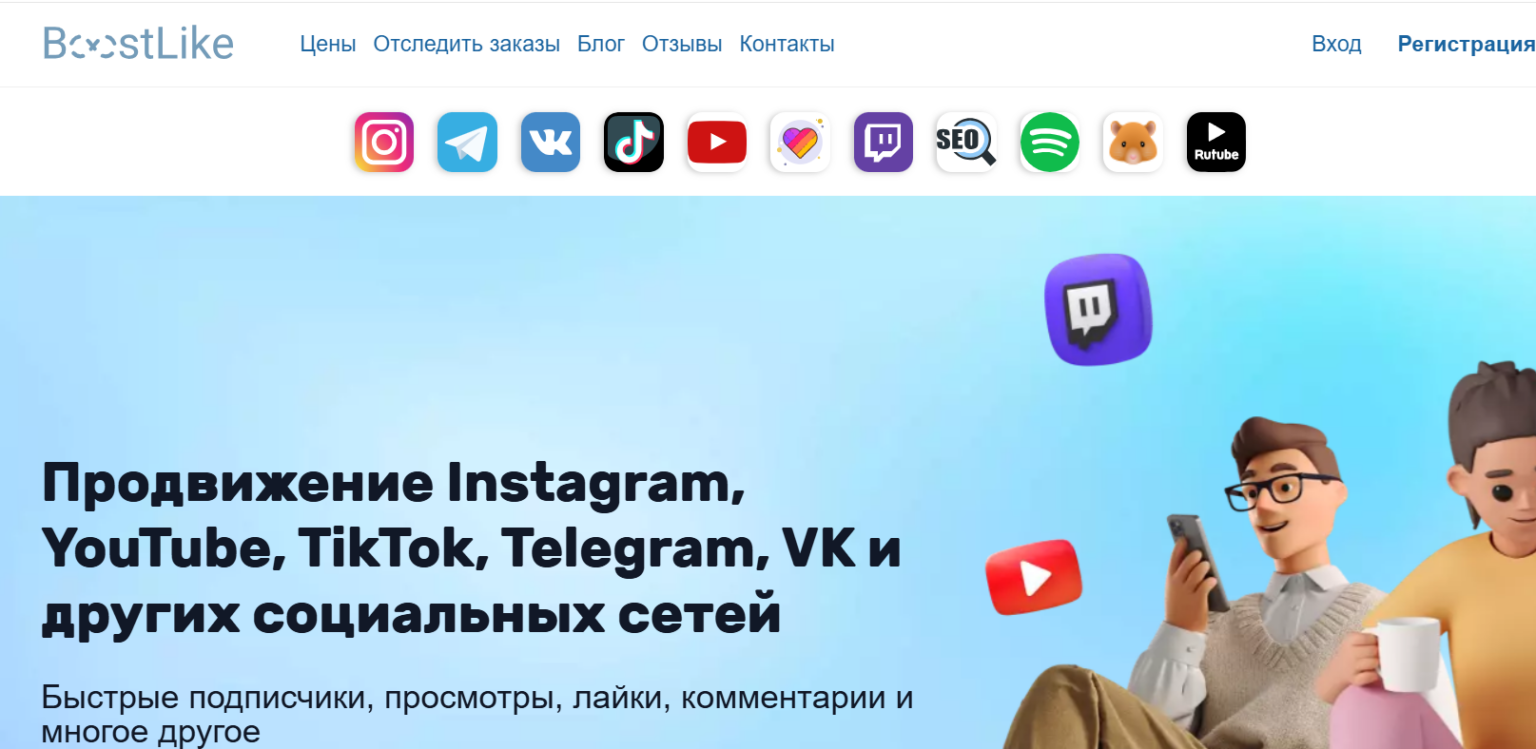 BoostLike
Цены Отследить заказы Блог Отзывы Контакты
Вход Регистрация
SEO
Rutube
Продвижение Instagram,
YouTube, TikTok, Telegram, VK и
других социальных сетей
Быстрые подписчики, просмотры, лайки, комментарии и
многое другое